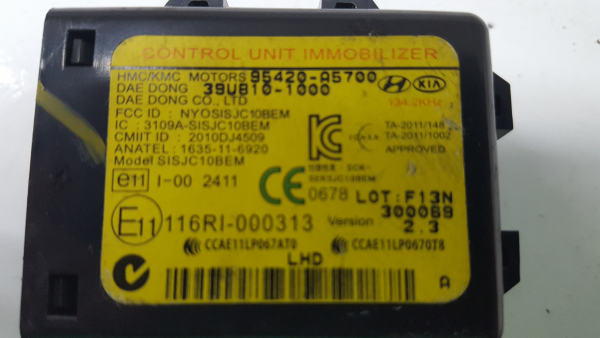 CONTROL UNIT IMMOBILIZER
HMC/KMC MOTORS 95420-A5700
DAE DONG 39UB10-1000
KIA
134.2KHz
DAE DONG CO., LTD
FCC ID : NYOSISJC10BEM
IC : 3109A-SISJC10BEM
CMIIT ID : 2010DJ4509
ANATEL : 1635-11-6920
Model SISJC10BEM
TA-2011/148
TA-2011/1002
APPROVED
e11 I-00 2411
CE 0678
LOT:F13N
300069
E11 116RI-000313 Version 2.3
CCAE11LP067AT0 CCAE11LP0670T8
LHD
A